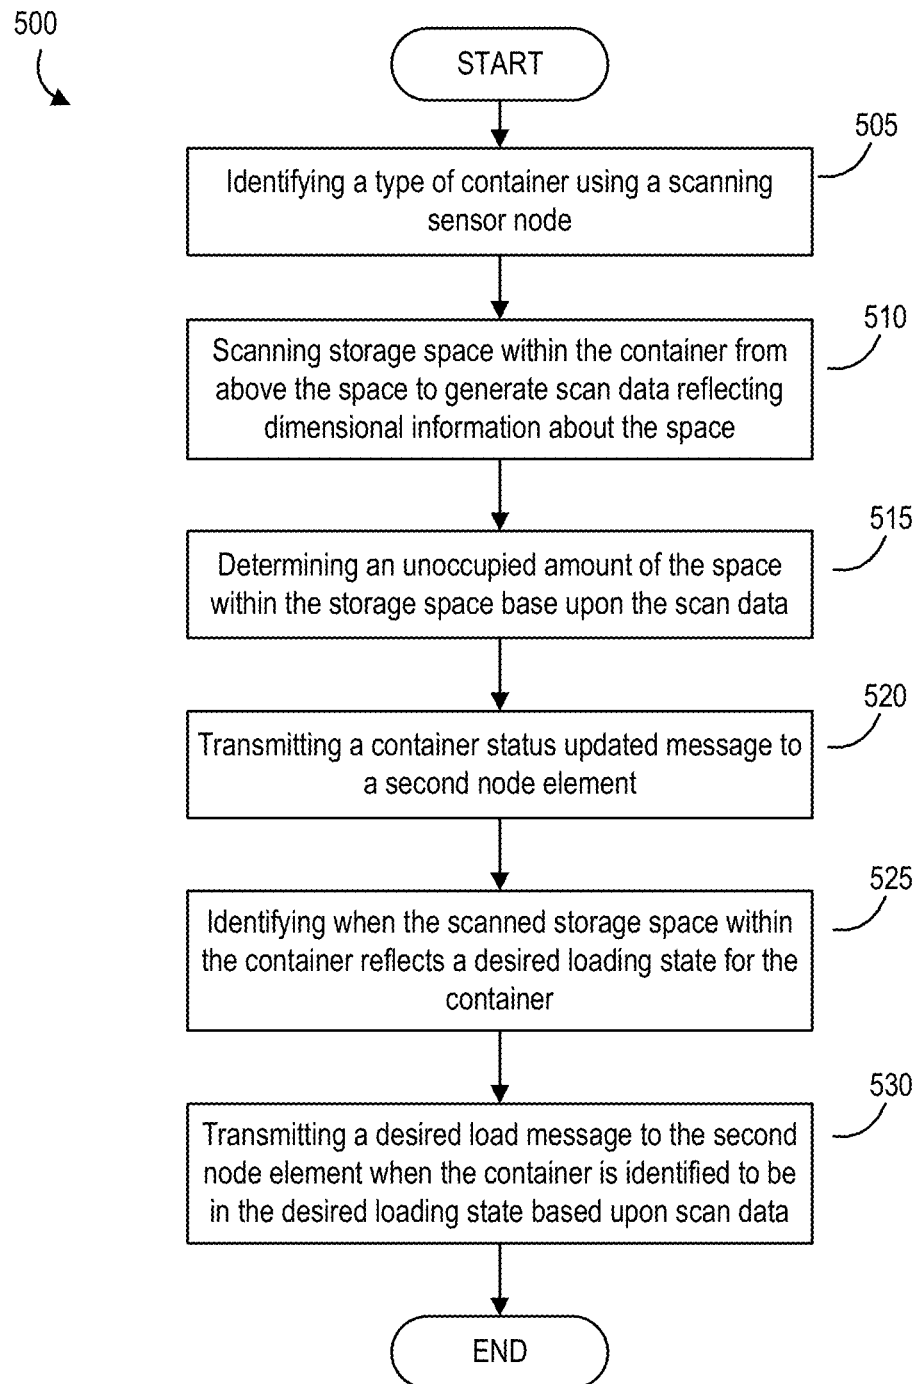 500
START
505
Identifying a type of container using a scanning
sensor node
510
Scanning storage space within the container from
above the space to generate scan data reflecting
dimensional information about the space
515
Determining an unoccupied amount of the space
within the storage space base upon the scan data
520
Transmitting a container status updated message to
a second node element
525
Identifying when the scanned storage space within
the container reflects a desired loading state for the
container
530
Transmitting a desired load message to the second
node element when the container is identified to be
in the desired loading state based upon scan data
END